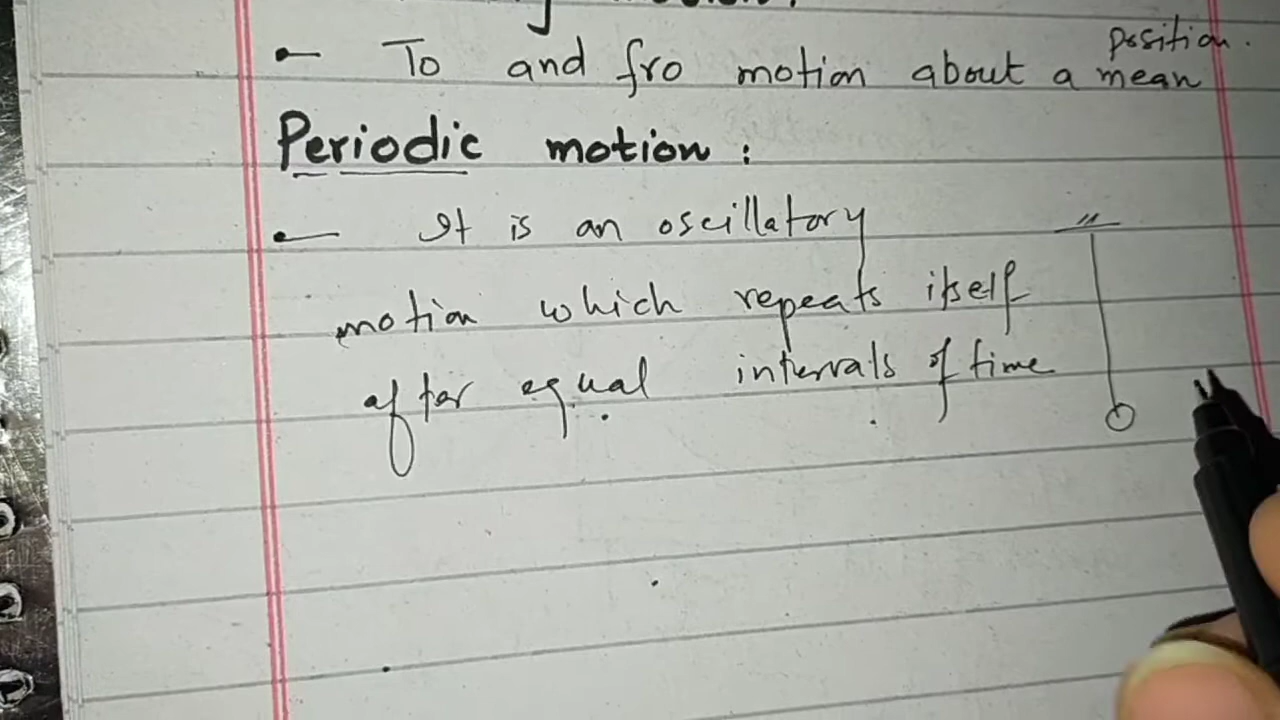 • — To and fro motion about a mean position.
Periodic motion :
• — It is an oscillatory
motion which repeats itself
after equal intervals of time